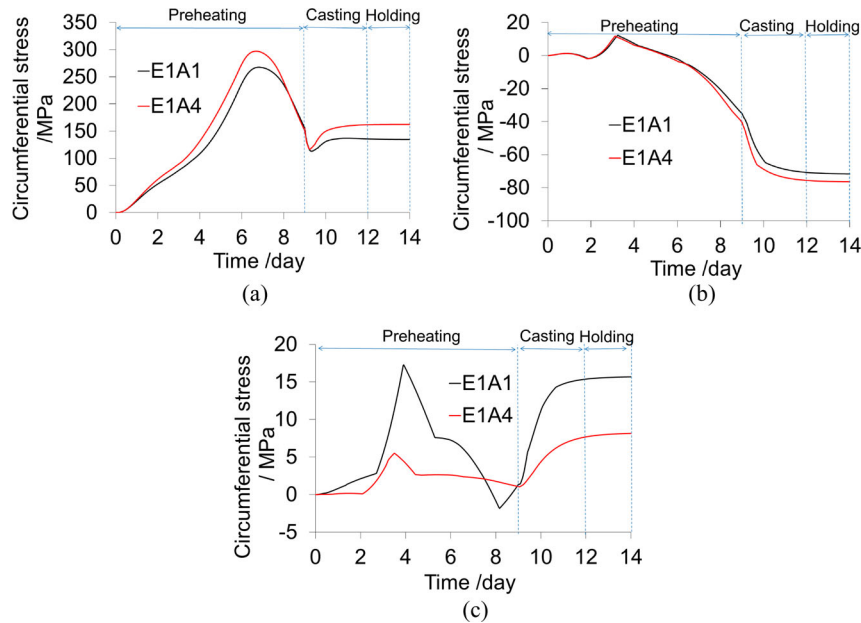 (a)
Preheating Casting Holding
Circumferential stress
/MPa
350
300
250
200
150
100
50
0
E1A1
E1A4
0 2 4 6 8 10 12 14
Time /day
(a)
(b)
Preheating
Casting Holding
Circumferential stress
/ MPa
20
0
-20
-40
-60
-80
-100
E1A1
E1A4
0 2 4 6 8 10 12 14
Time /day
(b)
(c)
Preheating Casting Holding
Circumferential stress
/ MPa
20
15
10
5
0
-5
E1A1
E1A4
0 2 4 6 8 10 12 14
Time /day
(c)